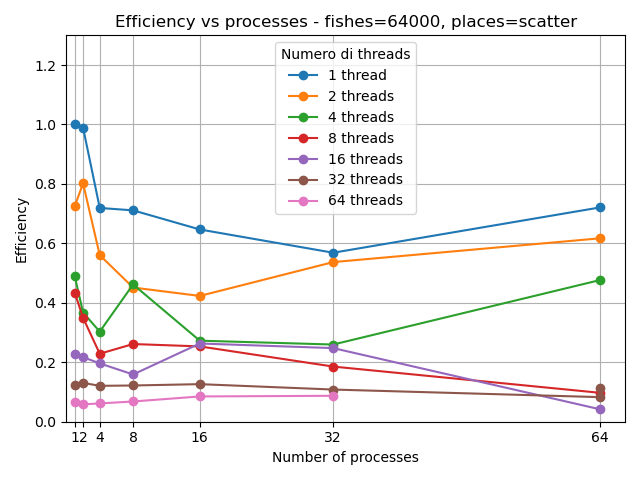 Efficiency vs processes - fishes=64000, places=scatter
Numero di threads
1 thread
2 threads
4 threads
8 threads
16 threads
32 threads
64 threads
Efficiency
1.2
1.0
0.8
0.6
0.4
0.2
0.0
1 2 4 8 16 32 64
Number of processes